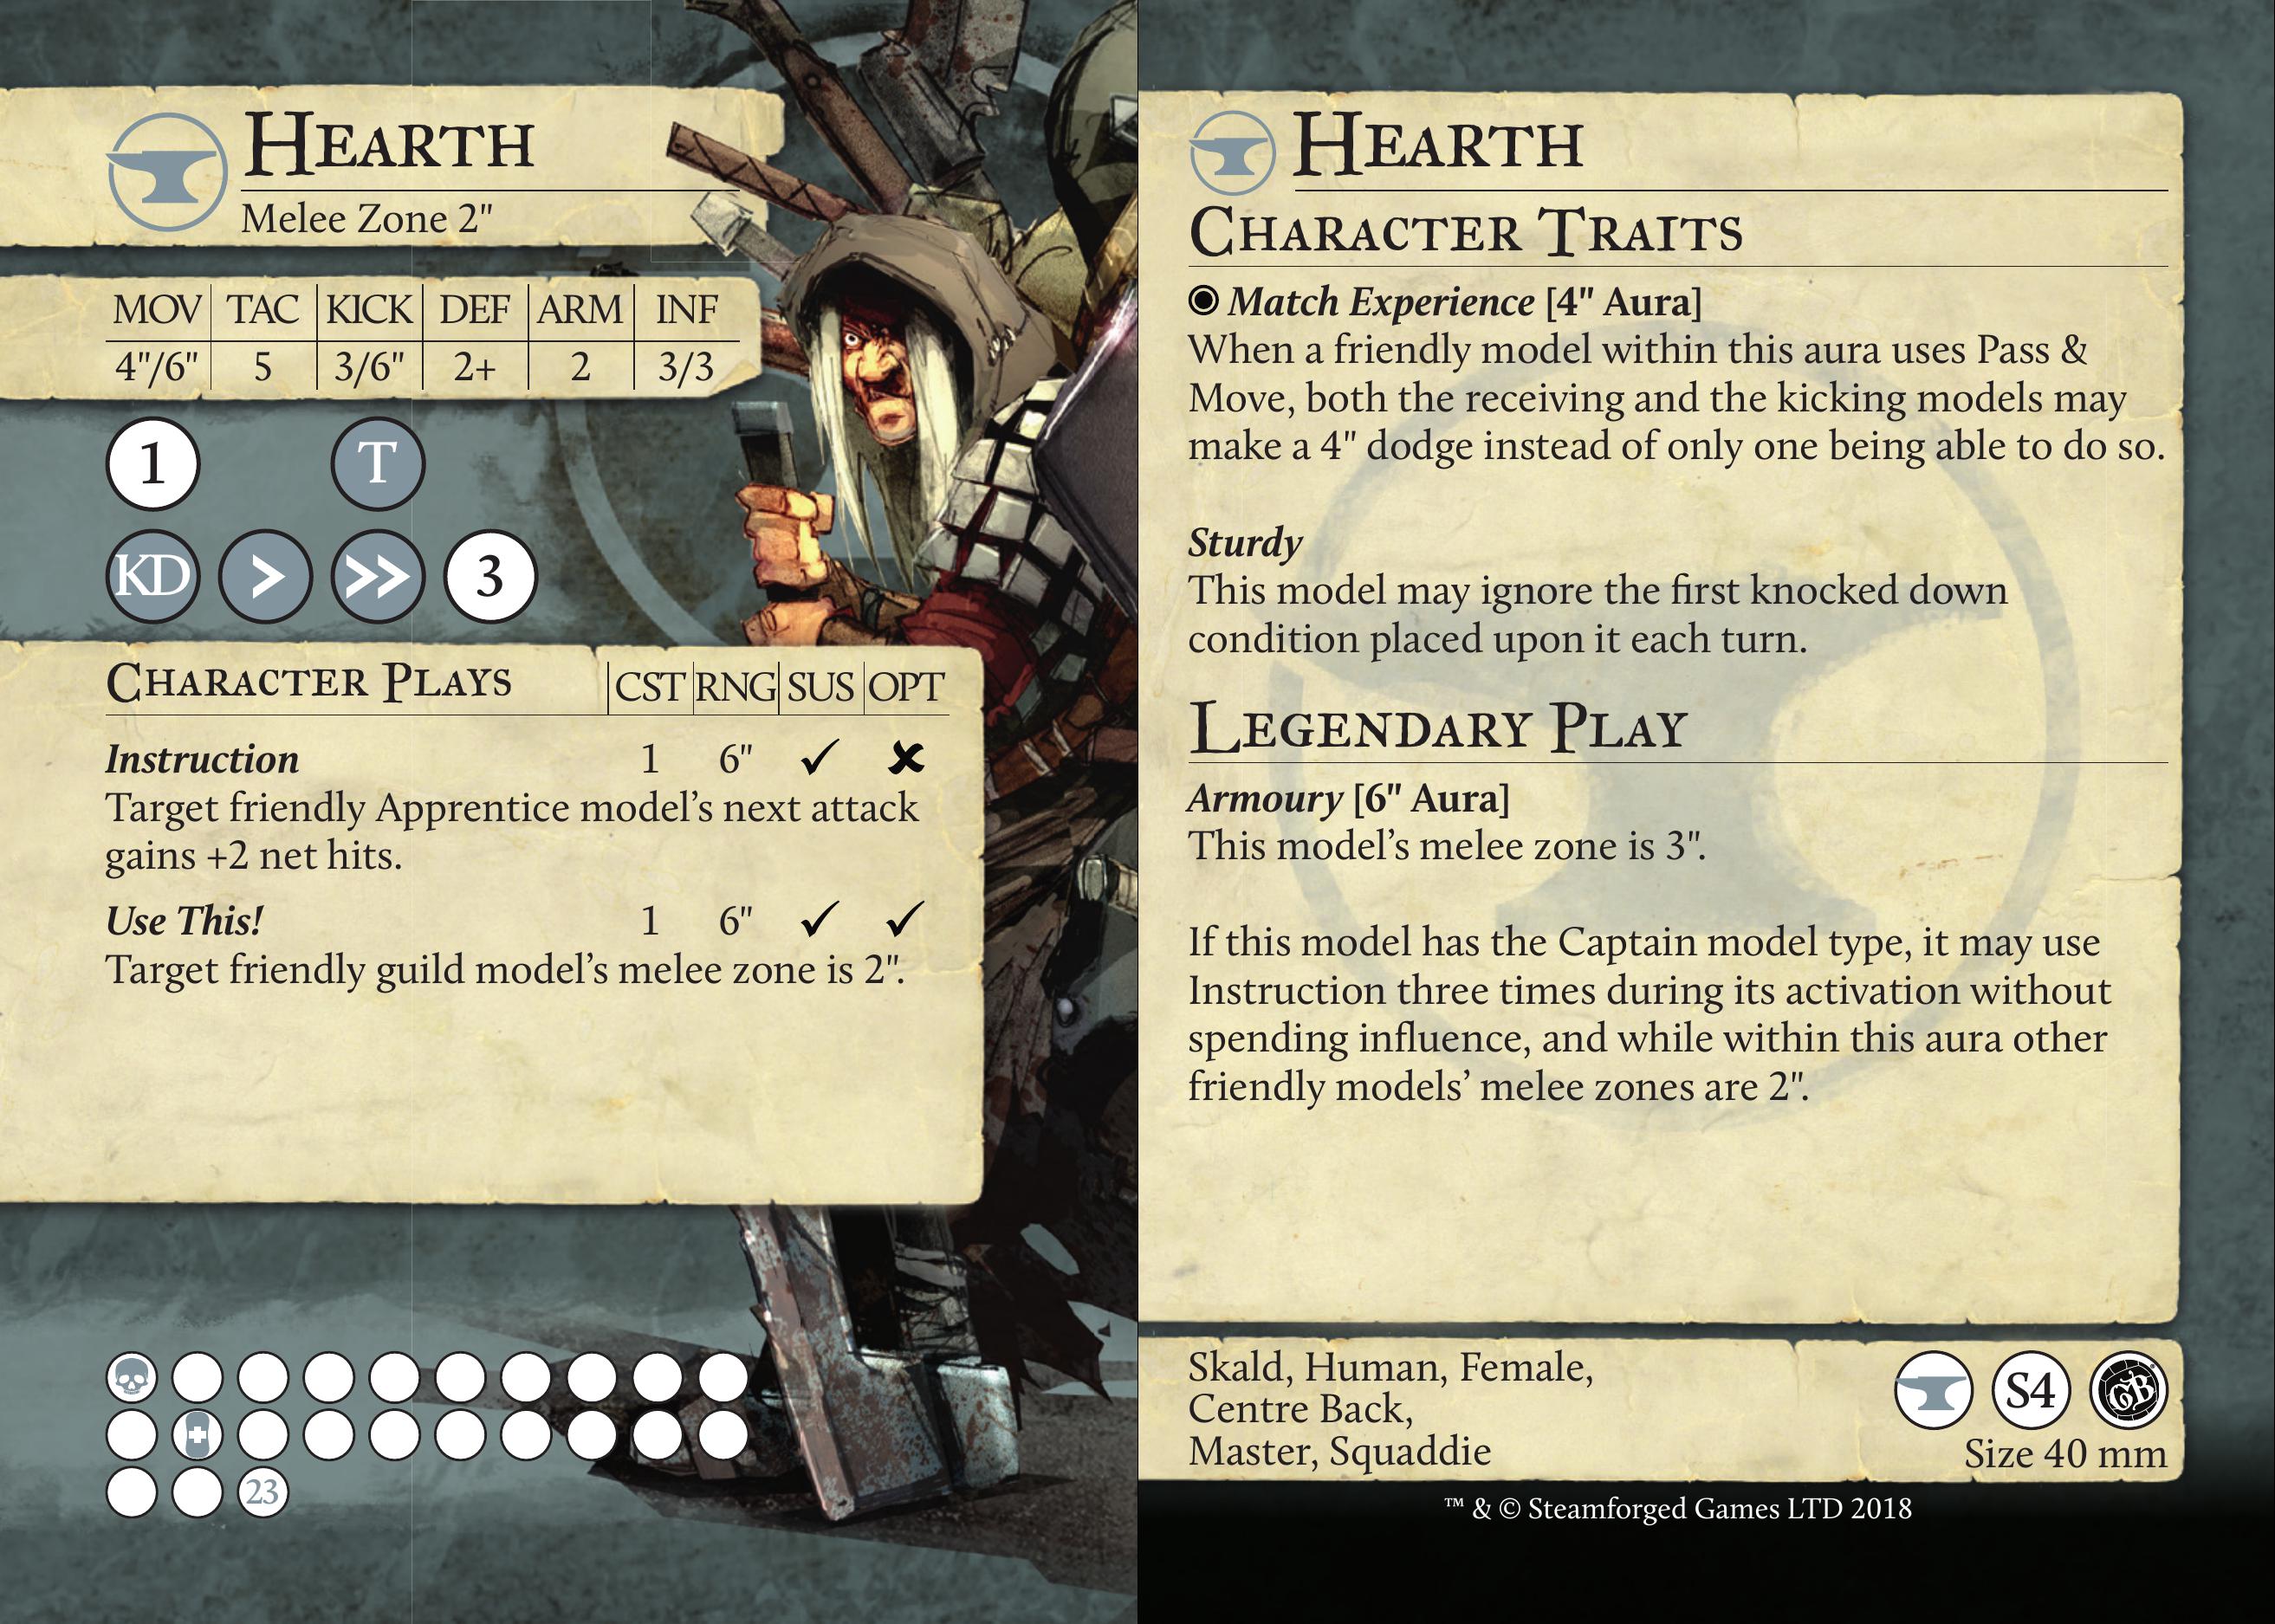 Hearth
Melee Zone 2"
MOV TAC KICK DEF ARM INF
4"/6" 5 3/6" 2+ 2 3/3
1 T
KD > >> 3
Character Plays CST RNG SUS OPT
Instruction 1 6" ✓ ✘
Target friendly Apprentice model’s next attack
gains +2 net hits.
Use This! 1 6" ✓ ✓
Target friendly guild model’s melee zone is 2".
23
Hearth
Character Traits
Match Experience [4" Aura]
When a friendly model within this aura uses Pass &
Move, both the receiving and the kicking models may
make a 4" dodge instead of only one being able to do so.
Sturdy
This model may ignore the first knocked down
condition placed upon it each turn.
Legendary Play
Armoury [6" Aura]
This model’s melee zone is 3".
If this model has the Captain model type, it may use
Instruction three times during its activation without
spending influence, and while within this aura other
friendly models’ melee zones are 2".
Skald, Human, Female,
Centre Back,
Master, Squaddie
S4 GB
Size 40 mm
™ & © Steamforged Games LTD 2018